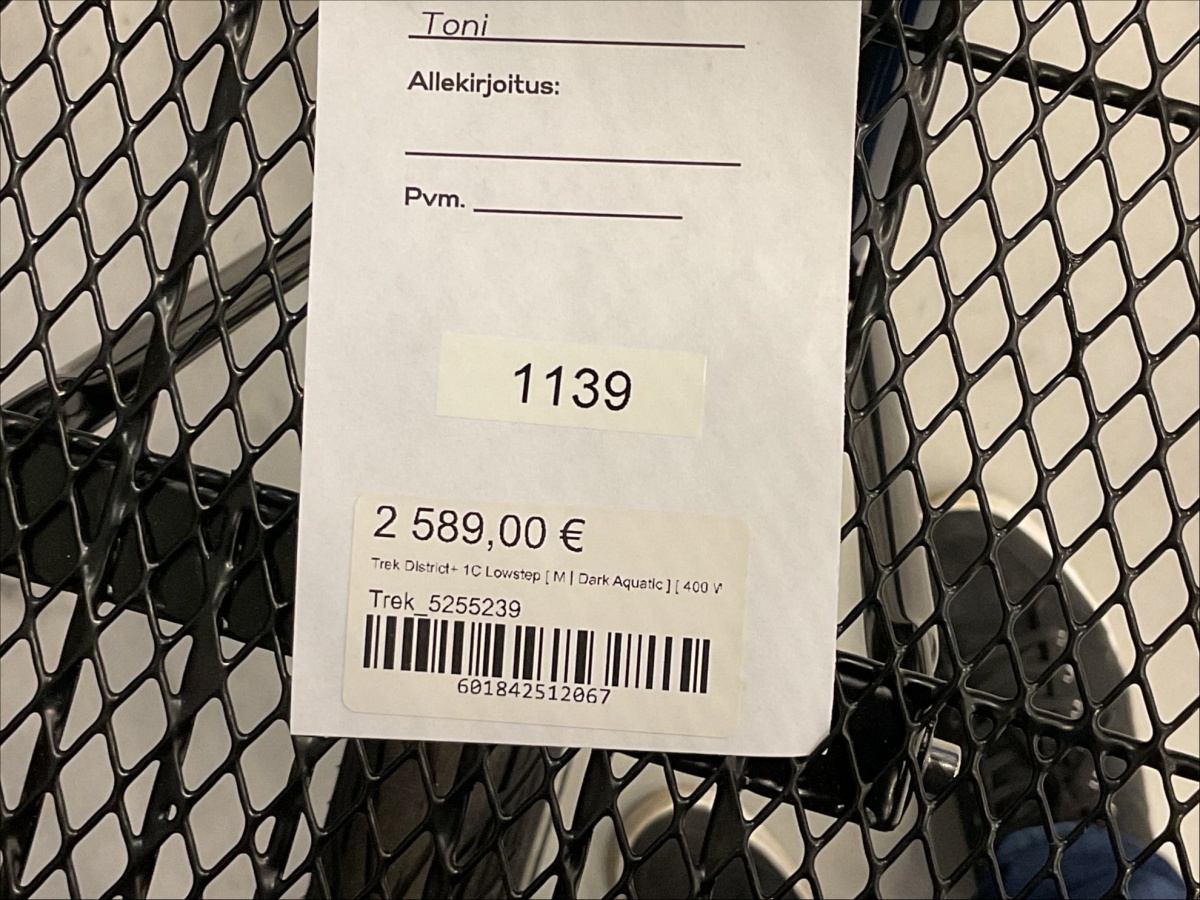 Toni
Allekirjoitus:
Pvm.
1139
2 589,00 €
Trek District+ 1C Lowstep [ M | Dark Aquatic ] [ 400 W
Trek_5255239
601842512067